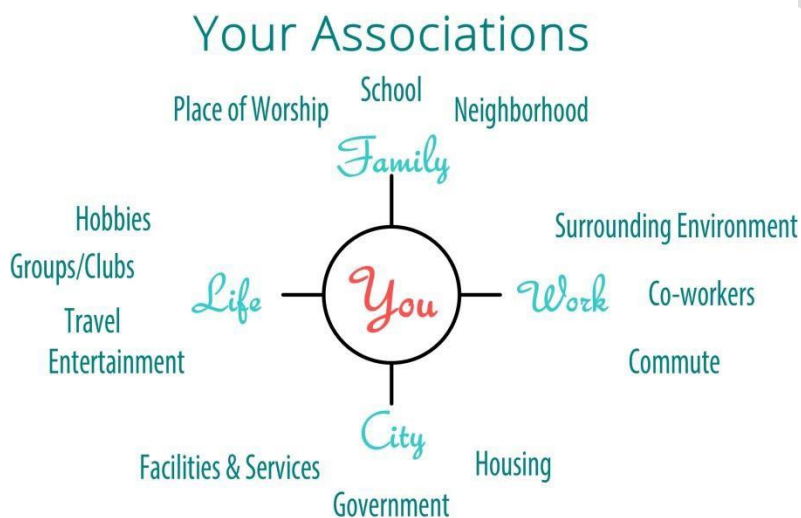 Your Associations
School
Place of Worship
Neighborhood
Family
Hobbies
Surrounding Environment
Groups/Clubs
Life
You
Work
Co-workers
Travel
Entertainment
Commute
City
Facilities & Services
Housing
Government